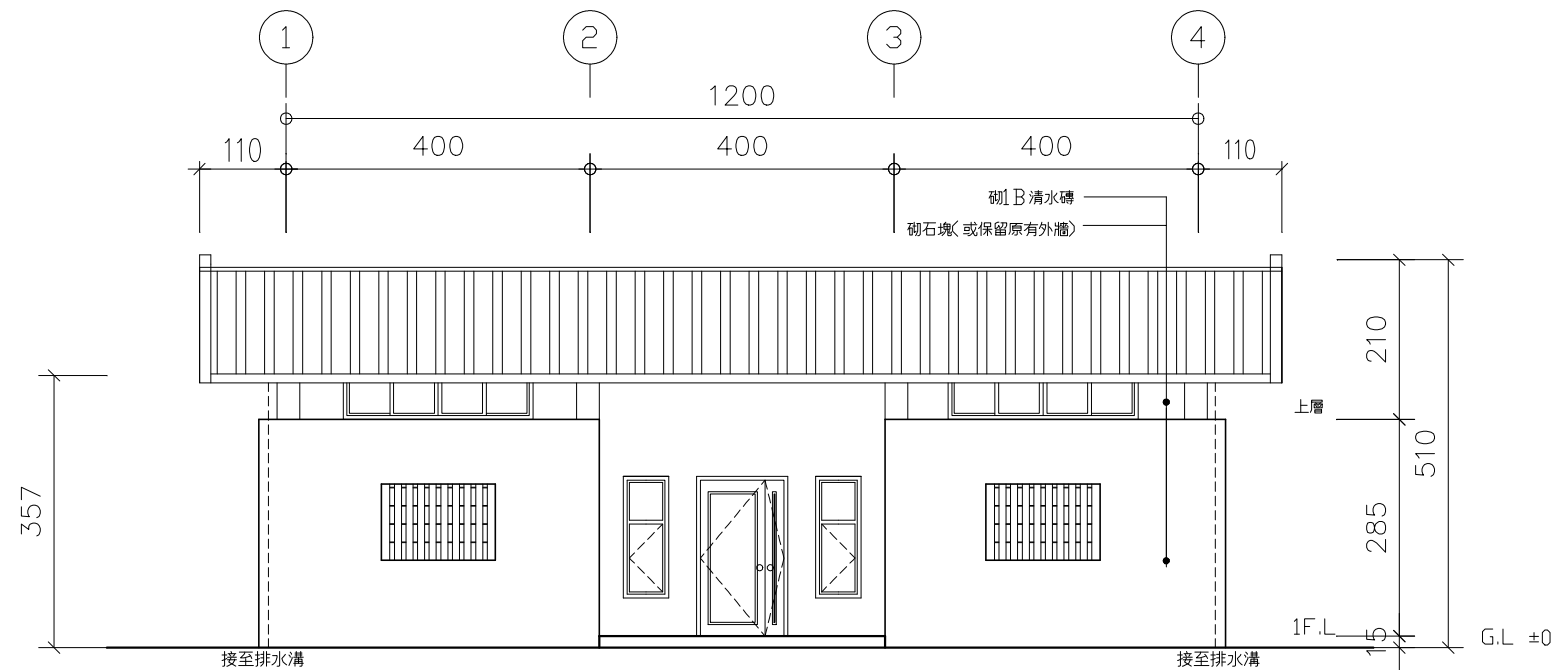 1 2 3 4
1200
110 400 400 400 110
砌1B清水磚
砌石塊(或保留原有外牆)
210
上層
510
357
285
1F.L
15
G.L ±0
接至排水溝 接至排水溝